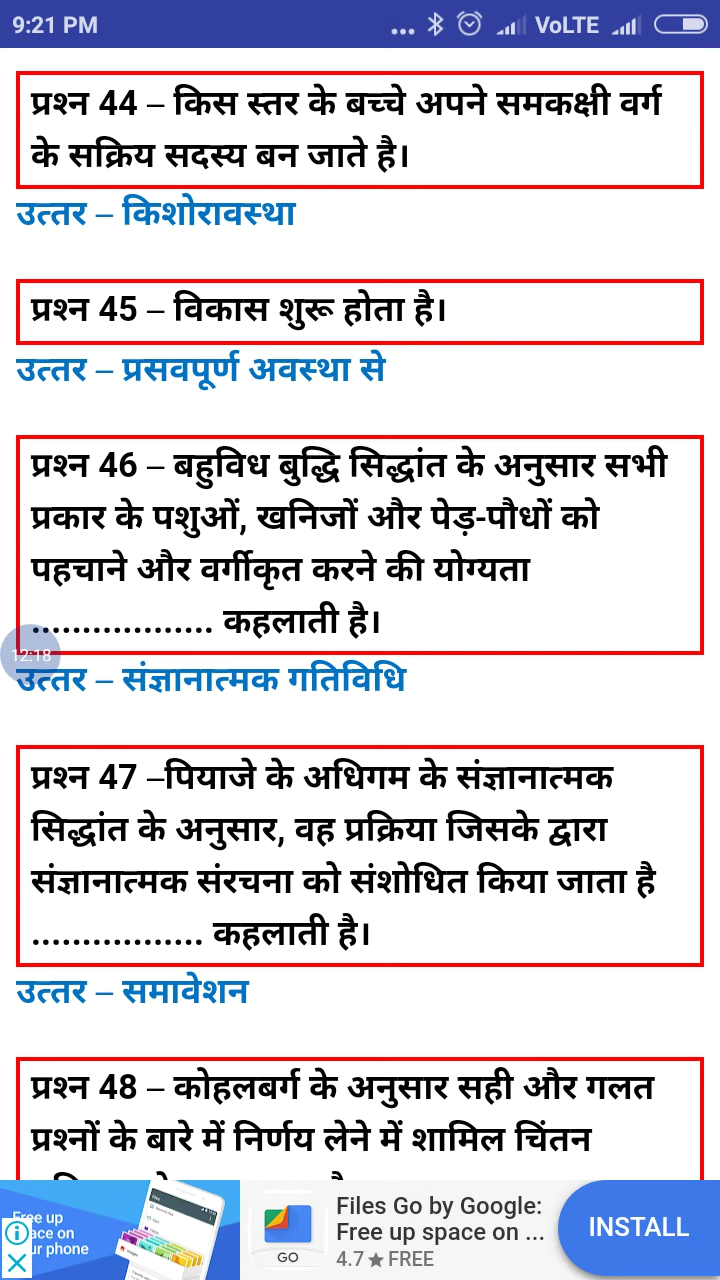 9:21 PM
... VoLTE
प्रश्न 44 – किस स्तर के बच्चे अपने समकक्षी वर्ग
के सक्रिय सदस्य बन जाते है।
उत्तर – किशोरावस्था
प्रश्न 45 – विकास शुरू होता है।
उत्तर – प्रसवपूर्ण अवस्था से
प्रश्न 46 – बहुविध बुद्धि सिद्धांत के अनुसार सभी
प्रकार के पशुओं, खनिजों और पेड़-पौधों को
पहचाने और वर्गीकृत करने की योग्यता
.................. कहलाती है।
12:18
उत्तर – संज्ञानात्मक गतिविधि
प्रश्न 47 –पियाजे के अधिगम के संज्ञानात्मक
सिद्धांत के अनुसार, वह प्रक्रिया जिसके द्वारा
संज्ञानात्मक संरचना को संशोधित किया जाता है
................. कहलाती है।
उत्तर – समावेशन
प्रश्न 48 – कोहलबर्ग के अनुसार सही और गलत
प्रश्नों के बारे में निर्णय लेने में शामिल चिंतन
Free up
phone
GO
Files Go by Google:
Free up space on ...
4.7 ★ FREE
INSTALL